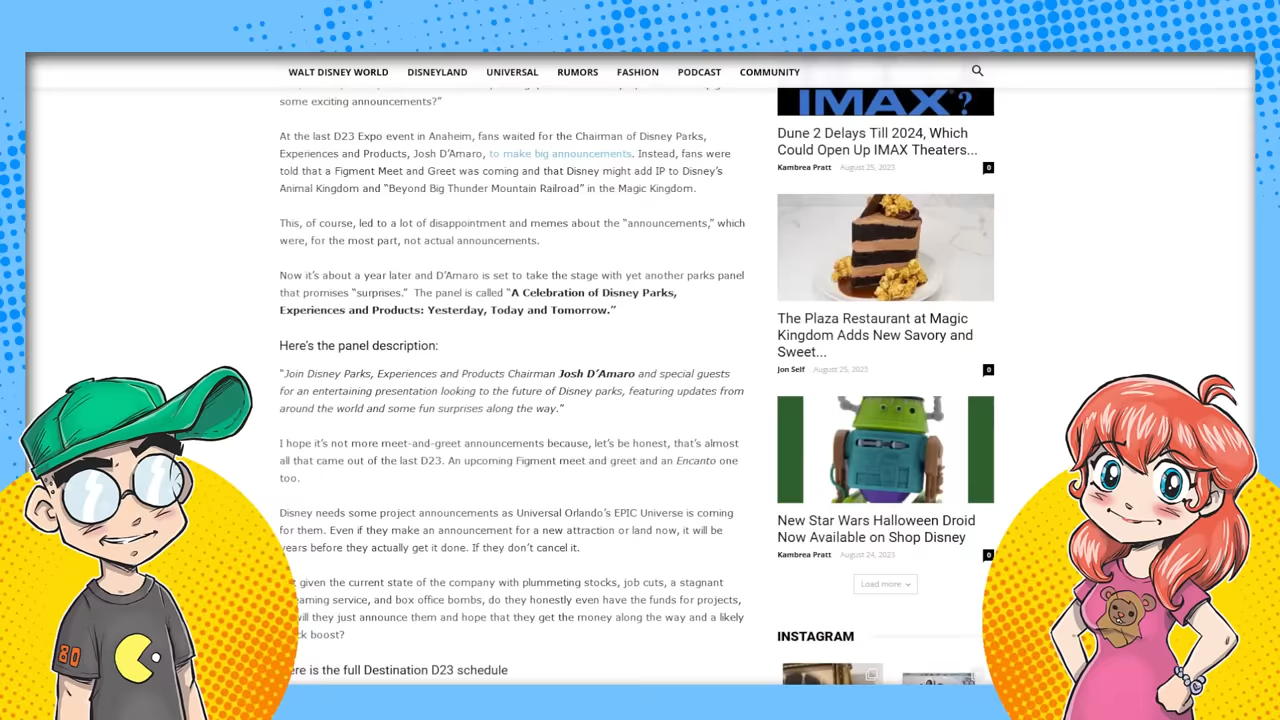 WALT DISNEY WORLD DISNEYLAND UNIVERSAL RUMORS FASHION PODCAST COMMUNITY
some exciting announcements?"
At the last D23 Expo event in Anaheim, fans waited for the Chairman of Disney Parks,
Experiences and Products, Josh D'Amaro, to make big announcements. Instead, fans were
told that a Figment Meet and Greet was coming and that Disney might add IP to Disney's
Animal Kingdom and "Beyond Big Thunder Mountain Railroad" in the Magic Kingdom.
This, of course, led to a lot of disappointment and memes about the "announcements," which
were, for the most part, not actual announcements.
Now it's about a year later and D'Amaro is set to take the stage with yet another parks panel
that promises "surprises." The panel is called "A Celebration of Disney Parks,
Experiences and Products: Yesterday, Today and Tomorrow."
Here's the panel description:
"Join Disney Parks, Experiences and Products Chairman Josh D'Amaro and special guests
for an entertaining presentation looking to the future of Disney parks, featuring updates from
around the world and some fun surprises along the way."
I hope it's not more meet-and-greet announcements because, let's be honest, that's almost
all that came out of the last D23. An upcoming Figment meet and greet and an Encanto one
too.
Disney needs some project announcements as Universal Orlando's EPIC Universe is coming
for them. Even if they make an announcement for a new attraction or land now, it will be
years before they actually get it done. If they don't cancel it.
given the current state of the company with plummeting stocks, job cuts, a stagnant
service, and box office bombs, do they honestly even have the funds for projects,
they just announce them and hope that they get the money along the way and a likely
boost?
is the full Destination D23 schedule
IMAX?
Dune 2 Delays Till 2024, Which
Could Open Up IMAX Theaters...
Kambrea Pratt August 25, 2023 0
The Plaza Restaurant at Magic
Kingdom Adds New Savory and
Sweet...
Jon Self August 25, 2023 0
New Star Wars Halloween Droid
Now Available on Shop Disney
Kambrea Pratt August 24, 2023 0
Load more
INSTAGRAM
80